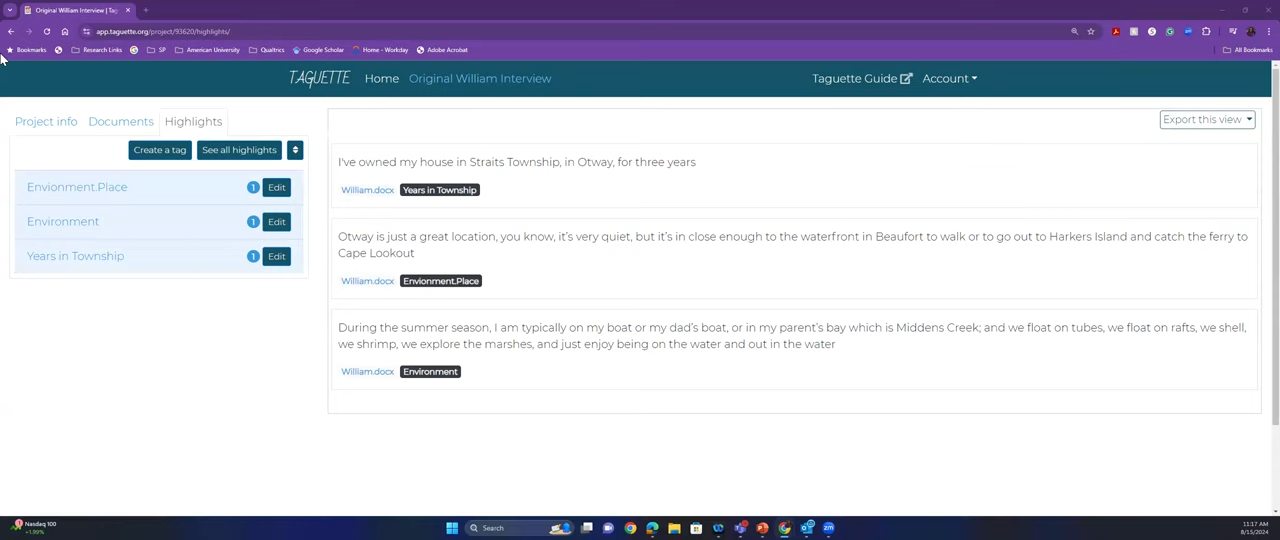 Original William Interview | Tag
app.taguette.org/project/93620/highlights/
Bookmarks
Research Links
SP
American University
Qualtrics
Google Scholar
Home - Workday
Adobe Acrobat
All Bookmarks
TAGUETTE
Home
Original William Interview
Taguette Guide
Account
Project info
Documents
Highlights
Export this view
Create a tag
See all highlights
Envionment.Place
1
Edit
Environment
1
Edit
Years in Township
1
Edit
I've owned my house in Straits Township, in Otway, for three years
William.docx
Years in Township
Otway is just a great location, you know, it's very quiet, but it's in close enough to the waterfront in Beaufort to walk or to go out to Harkers Island and catch the ferry to
Cape Lookout
William.docx
Envionment.Place
During the summer season, I am typically on my boat or my dad's boat, or in my parent's bay which is Middens Creek; and we float on tubes, we float on rafts, we shell,
we shrimp, we explore the marshes, and just enjoy being on the water and out in the water
William.docx
Environment
Nasdaq 100
+1.90%
Search
11:17 AM
8/15/2024